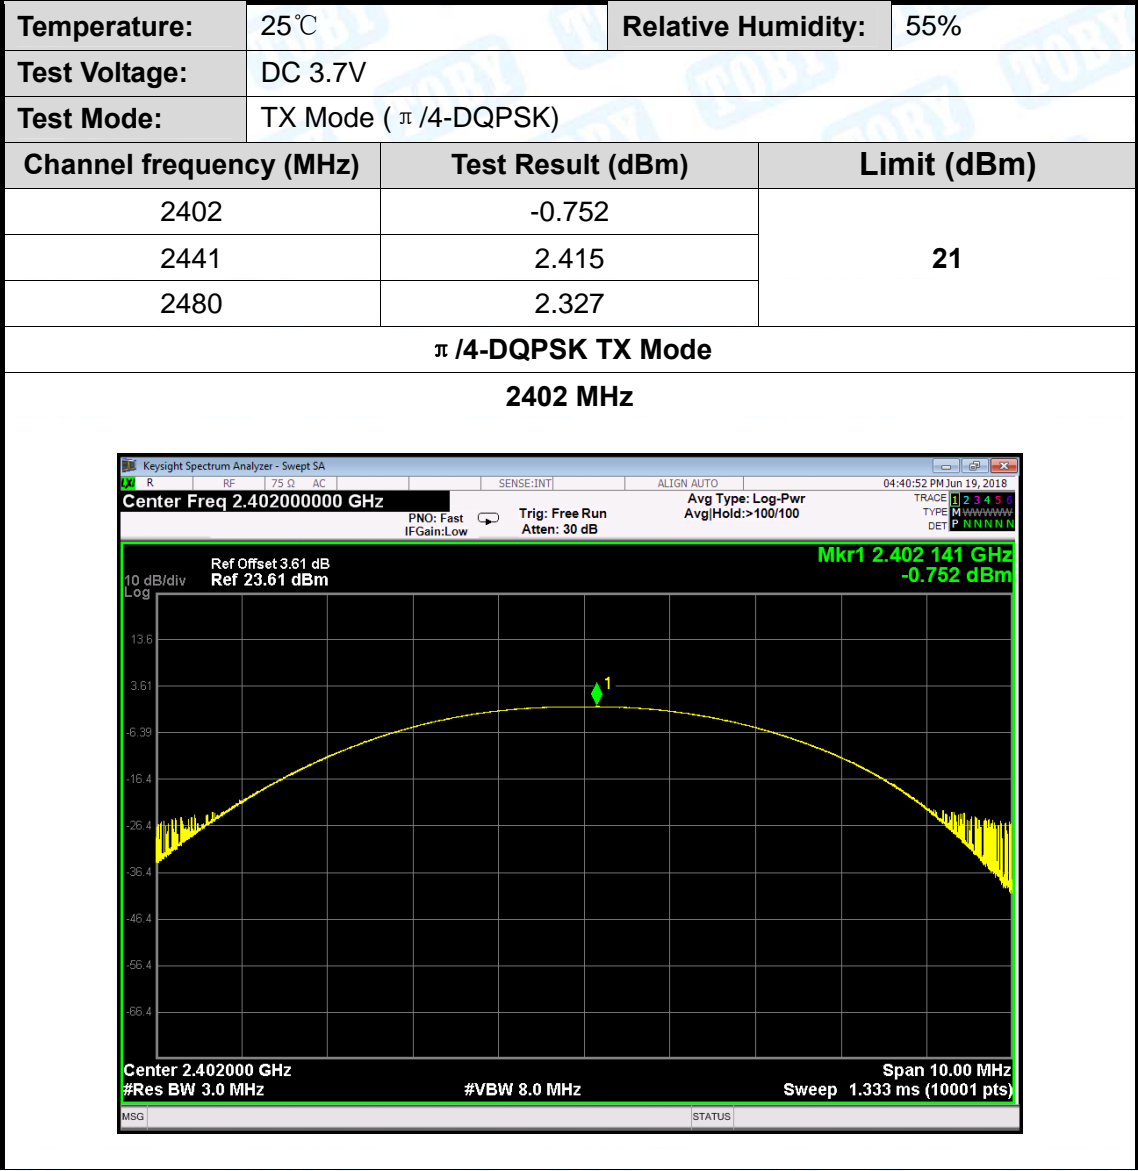 Temperature: 25℃ Relative Humidity: 55%
Test Voltage: DC 3.7V
Test Mode: TX Mode (π/4-DQPSK)
Channel frequency (MHz) Test Result (dBm) Limit (dBm)
2402 -0.752
2441 2.415 21
2480 2.327
π/4-DQPSK TX Mode
2402 MHz
Keysight Spectrum Analyzer - Swept SA
LXI R RF 75 Ω AC SENSE:INT ALIGN AUTO 04:40:52 PM Jun 19, 2018
Center Freq 2.402000000 GHz Avg Type: Log-Pwr TRACE 1 2 3 4 5 6
PNO: Fast Trig: Free Run Avg|Hold:>100/100 TYPE M WWWWW
IFGain:Low Atten: 30 dB DET P N N N N N
Mkr1 2.402 141 GHz
Ref Offset 3.61 dB
10 dB/div Ref 23.61 dBm -0.752 dBm
Log
1
13.6
3.61
-6.39
-16.4
-26.4
-36.4
-46.4
-56.4
-66.4
Center 2.402000 GHz Span 10.00 MHz
#Res BW 3.0 MHz #VBW 8.0 MHz Sweep 1.333 ms (10001 pts)
MSG STATUS
TOBY
TOBY
TOBY
TOBY